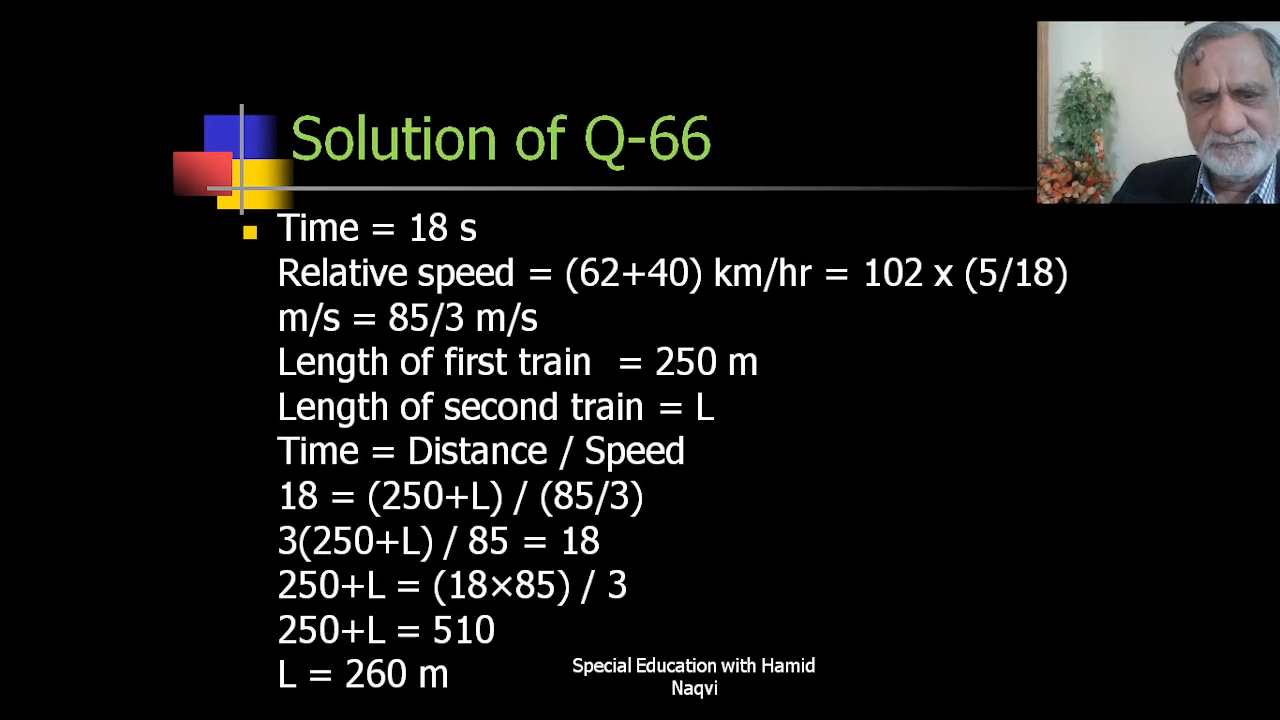 Solution of Q-66
Time = 18 s
Relative speed = (62+40) km/hr = 102 x (5/18)
m/s = 85/3 m/s
Length of first train = 250 m
Length of second train = L
Time = Distance / Speed
18 = (250+L) / (85/3)
3(250+L) / 85 = 18
250+L = (18×85) / 3
250+L = 510
L = 260 m
Special Education with Hamid
Naqvi